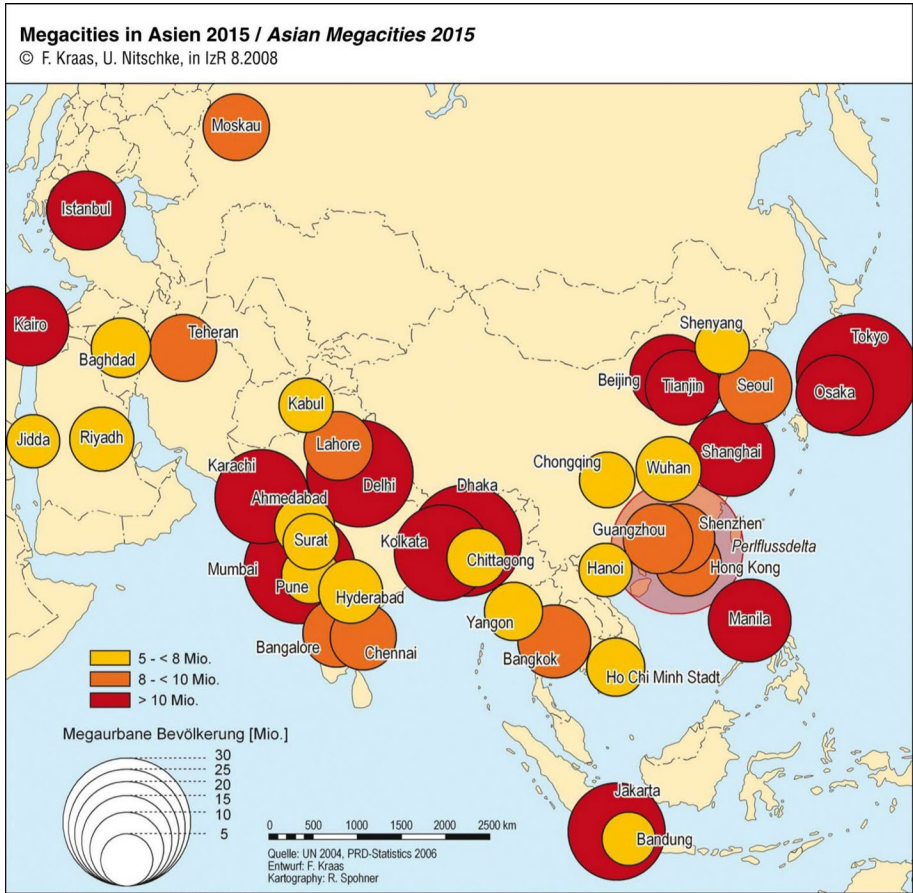 Megacities in Asien 2015 / Asian Megacities 2015
© F. Kraas, U. Nitschke, in IzR 8.2008
Moskau
Istanbul
Kairo
Teheran
Baghdad
Shenyang
Tokyo
Beijing
Tianjin
Seoul
Osaka
Kabul
Jidda
Riyadh
Lahore
Shanghai
Karachi
Delhi
Chongqing
Wuhan
Ahmedabad
Dhaka
Guangzhou
Shenzhen
Surat
Kolkata
Perlflussdelta
Chittagong
Mumbai
Hanoi
Hong Kong
Pune
Hyderabad
Yangon
Manila
Bangalore
Chennai
Bangkok
Ho Chi Minh Stadt
5 - < 8 Mio.
8 - < 10 Mio.
> 10 Mio.
Megaurbane Bevölkerung [Mio.]
30
25
20
15
10
5
Jakarta
Bandung
0 500 1000 1500 2000 2500 km
Quelle: UN 2004, PRD-Statistics 2006
Entwurf: F. Kraas
Kartography: R. Spohner